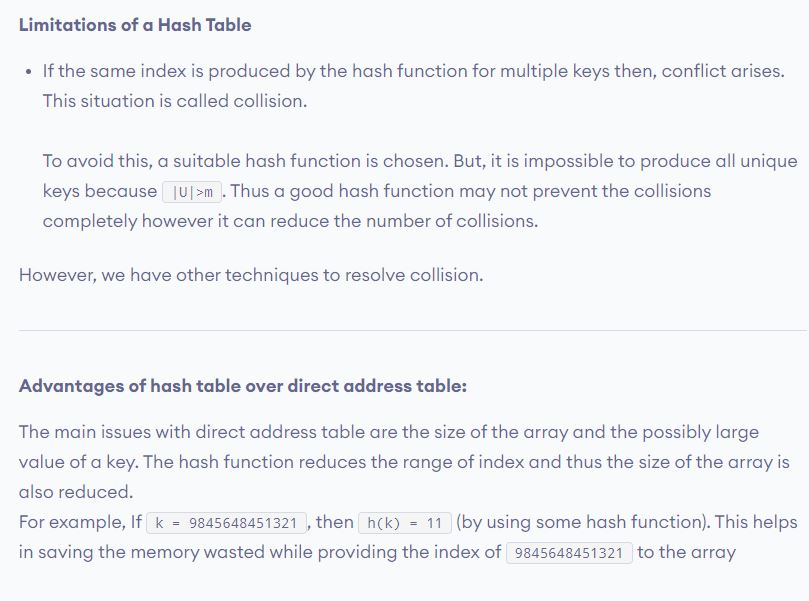 Limitations of a Hash Table
• If the same index is produced by the hash function for multiple keys then, conflict arises.
This situation is called collision.
To avoid this, a suitable hash function is chosen. But, it is impossible to produce all unique
keys because |U|>m. Thus a good hash function may not prevent the collisions
completely however it can reduce the number of collisions.
However, we have other techniques to resolve collision.
Advantages of hash table over direct address table:
The main issues with direct address table are the size of the array and the possibly large
value of a key. The hash function reduces the range of index and thus the size of the array is
also reduced.
For example, If k = 9845648451321, then h(k) = 11 (by using some hash function). This helps
in saving the memory wasted while providing the index of 9845648451321 to the array